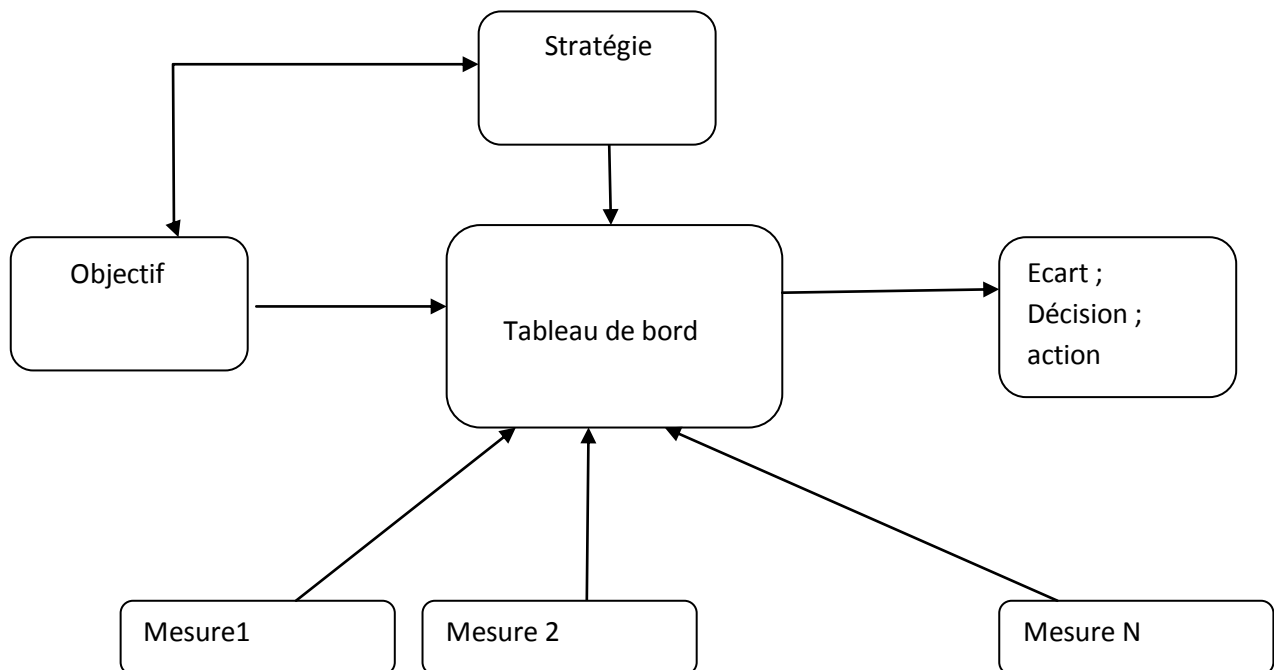 Stratégie
Objectif
Tableau de bord
Ecart ;
Décision ;
action
Mesure1
Mesure 2
Mesure N